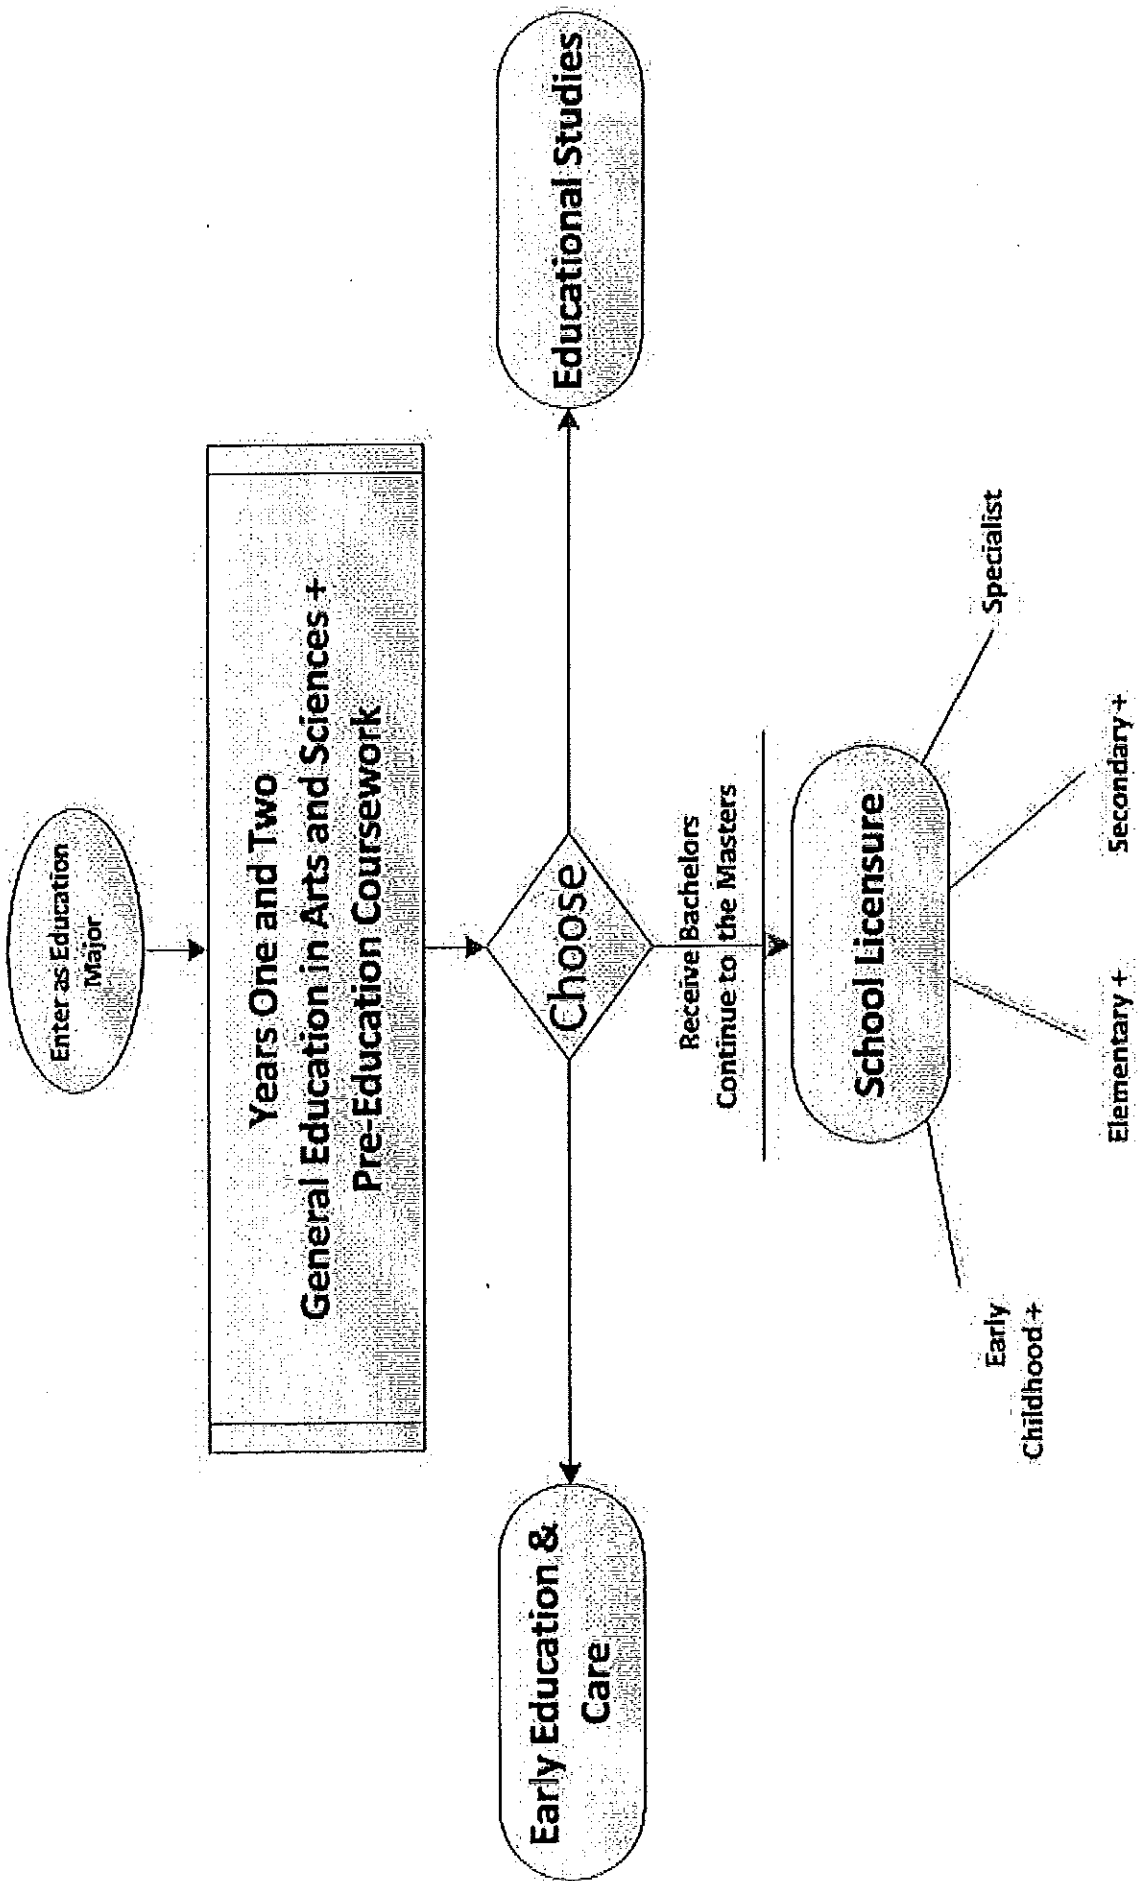 Enter as Education
Major
Years One and Two
General Education in Arts and Sciences +
Pre-Education Coursework
Choose
Early Education &
Care
Educational Studies
Receive Bachelors
Continue to the Masters
School Licensure
Early
Childhood +
Elementary +
Secondary +
Specialist